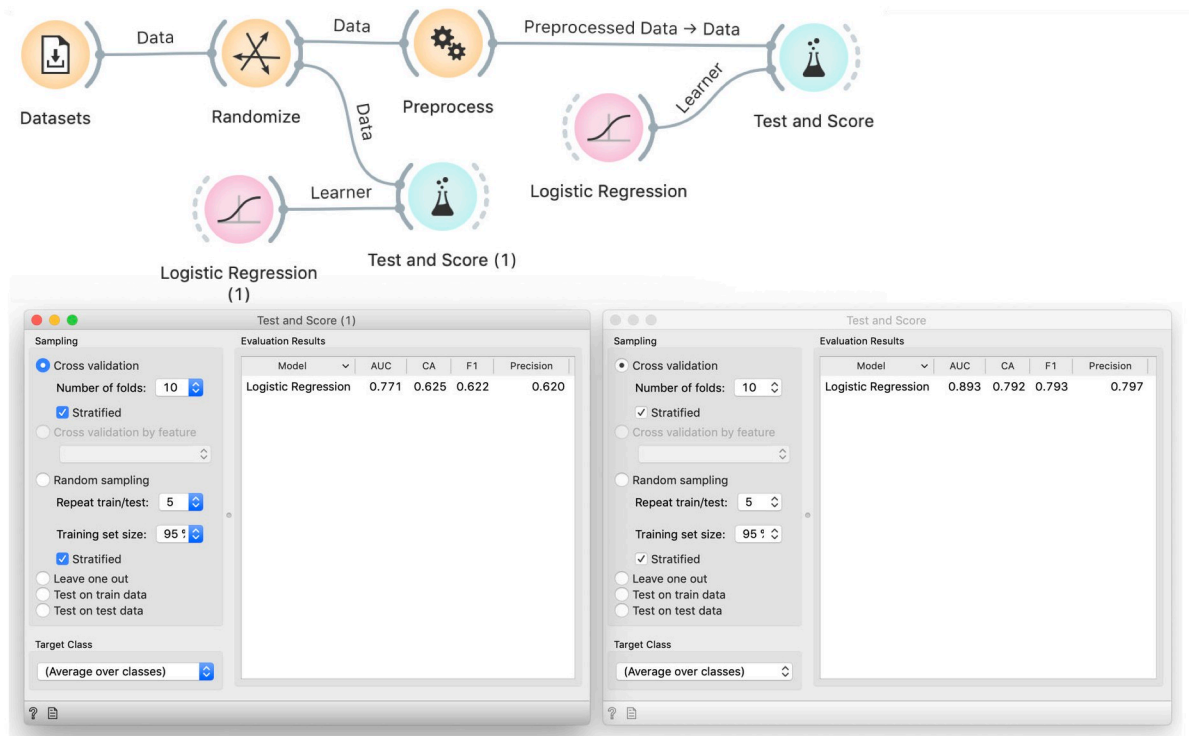 Data
Data
Preprocessed Data → Data
Learner
Datasets
Randomize
Preprocess
Test and Score
Data
Logistic Regression
Learner
Logistic Regression
(1)
Test and Score (1)
Test and Score (1)
Sampling
Cross validation
Number of folds: 10
Stratified
Cross validation by feature
Random sampling
Repeat train/test: 5
Training set size: 95 %
Stratified
Leave one out
Test on train data
Test on test data
Target Class
(Average over classes)
?
Evaluation Results
Model AUC CA F1 Precision
Logistic Regression 0.771 0.625 0.622 0.620
Test and Score
Sampling
Cross validation
Number of folds: 10
Stratified
Cross validation by feature
Random sampling
Repeat train/test: 5
Training set size: 95 %
Stratified
Leave one out
Test on train data
Test on test data
Target Class
(Average over classes)
?
Evaluation Results
Model AUC CA F1 Precision
Logistic Regression 0.893 0.792 0.793 0.797